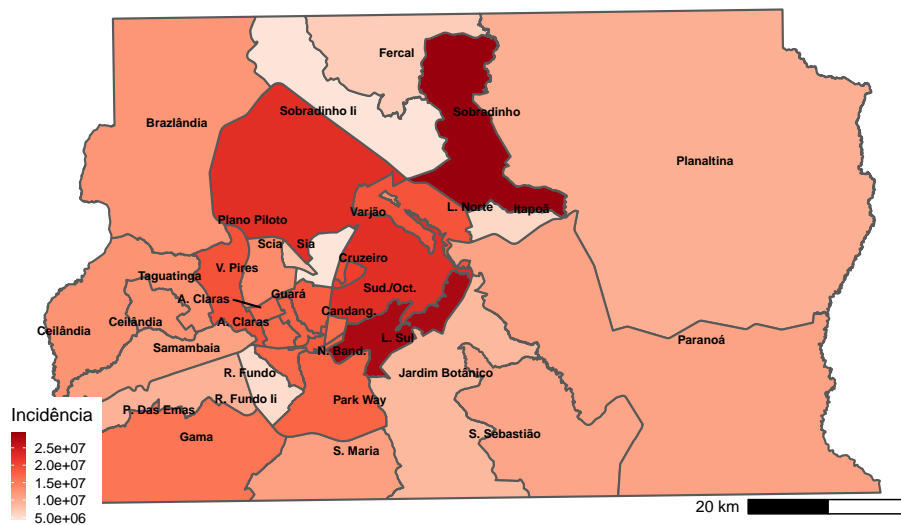 Fercal
Sobradinho Ii
Sobradinho
Brazlândia
Planaltina
Varjão
L. Norte
Itapoã
Plano Piloto
Scia
Sia
Cruzeiro
V. Pires
Taguatinga
Guará
Sud./Oct.
A. Claras
Candang.
Ceilândia
Ceilândia
A. Claras
L. Sul
Paranoá
Samambaia
N. Band.
R. Fundo
Jardim Botânico
R. Fundo Ii
Park Way
P. Das Emas
Gama
S. Sebastião
S. Maria
Incidência
2.5e+07
2.0e+07
1.5e+07
1.0e+07
5.0e+06
20 km